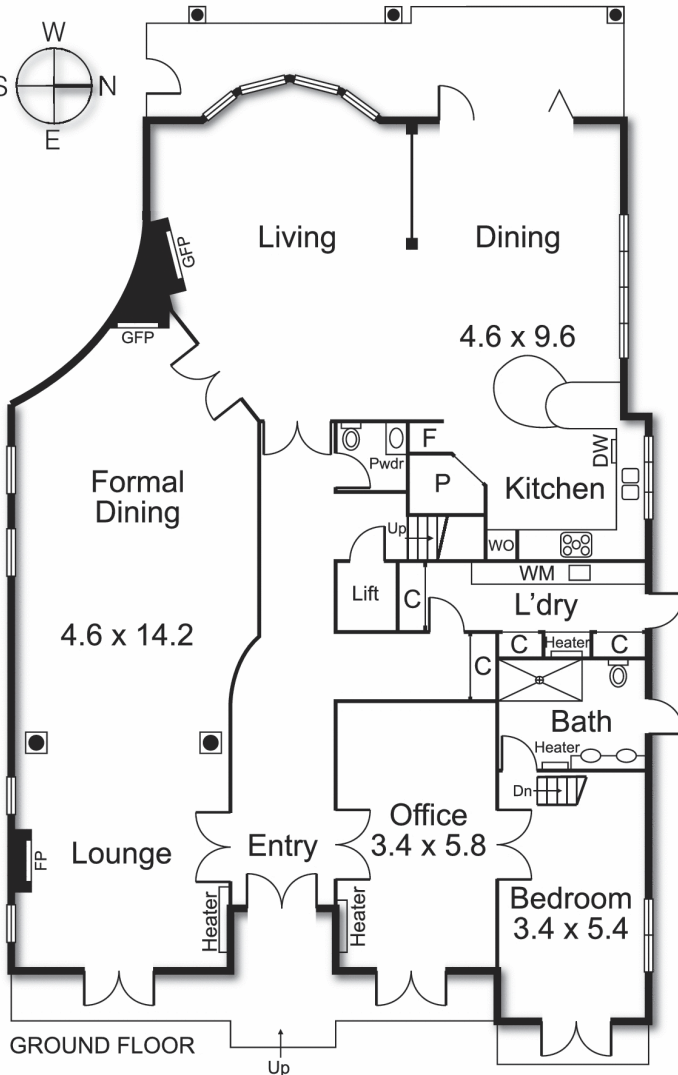 W
S
N
E
Living
Dining
GFP
GFP
4.6 x 9.6
F
Pwdr
P
DW
Kitchen
Formal
Dining
Up
WO
Lift
C
WM
L'dry
4.6 x 14.2
C
Heater
C
C
Bath
Heater
Dn
Office
3.4 x 5.8
FP
Lounge
Entry
Bedroom
3.4 x 5.4
Heater
Heater
GROUND FLOOR
Up